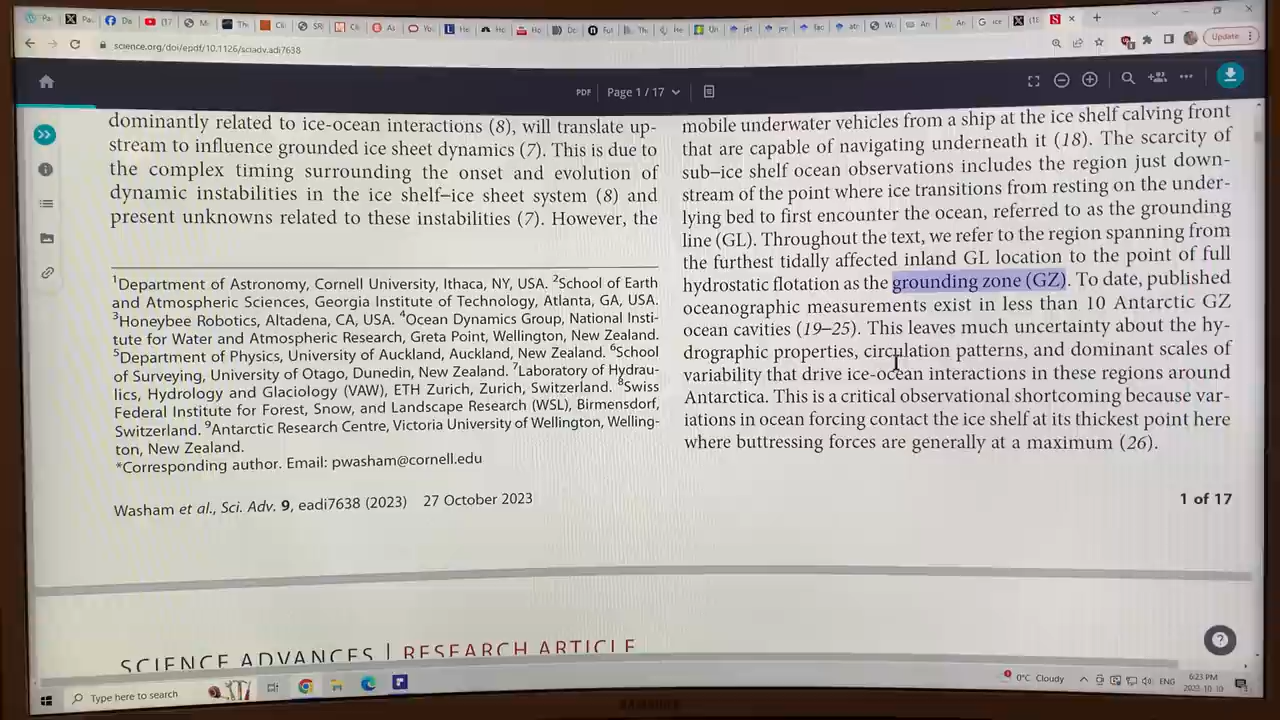 science.org/doi/epdf/10.1126/sciadv.adi7638
Update
PDF
Page 1 / 17
dominantly related to ice-ocean interactions (8), will translate up-
stream to influence grounded ice sheet dynamics (7). This is due to
the complex timing surrounding the onset and evolution of
dynamic instabilities in the ice shelf–ice sheet system (8) and
present unknowns related to these instabilities (7). However, the
1Department of Astronomy, Cornell University, Ithaca, NY, USA. 2School of Earth
and Atmospheric Sciences, Georgia Institute of Technology, Atlanta, GA, USA.
3Honeybee Robotics, Altadena, CA, USA. 4Ocean Dynamics Group, National Insti-
tute for Water and Atmospheric Research, Greta Point, Wellington, New Zealand.
5Department of Physics, University of Auckland, Auckland, New Zealand. 6School
of Surveying, University of Otago, Dunedin, New Zealand. 7Laboratory of Hydrau-
lics, Hydrology and Glaciology (VAW), ETH Zurich, Zurich, Switzerland. 8Swiss
Federal Institute for Forest, Snow, and Landscape Research (WSL), Birmensdorf,
Switzerland. 9Antarctic Research Centre, Victoria University of Wellington, Welling-
ton, New Zealand.
*Corresponding author. Email: pwasham@cornell.edu
mobile underwater vehicles from a ship at the ice shelf calving front
that are capable of navigating underneath it (18). The scarcity of
sub–ice shelf ocean observations includes the region just down-
stream of the point where ice transitions from resting on the under-
lying bed to first encounter the ocean, referred to as the grounding
line (GL). Throughout the text, we refer to the region spanning from
the furthest tidally affected inland GL location to the point of full
hydrostatic flotation as the grounding zone (GZ). To date, published
oceanographic measurements exist in less than 10 Antarctic GZ
ocean cavities (19–25). This leaves much uncertainty about the hy-
drographic properties, circulation patterns, and dominant scales of
variability that drive ice-ocean interactions in these regions around
Antarctica. This is a critical observational shortcoming because var-
iations in ocean forcing contact the ice shelf at its thickest point here
where buttressing forces are generally at a maximum (26).
Washam et al., Sci. Adv. 9, eadi7638 (2023) 27 October 2023
1 of 17
SCIENCE ADVANCES | RESEARCH ARTICLE
Type here to search
0°C Cloudy
ENG
6:23 PM
SAMSUNG